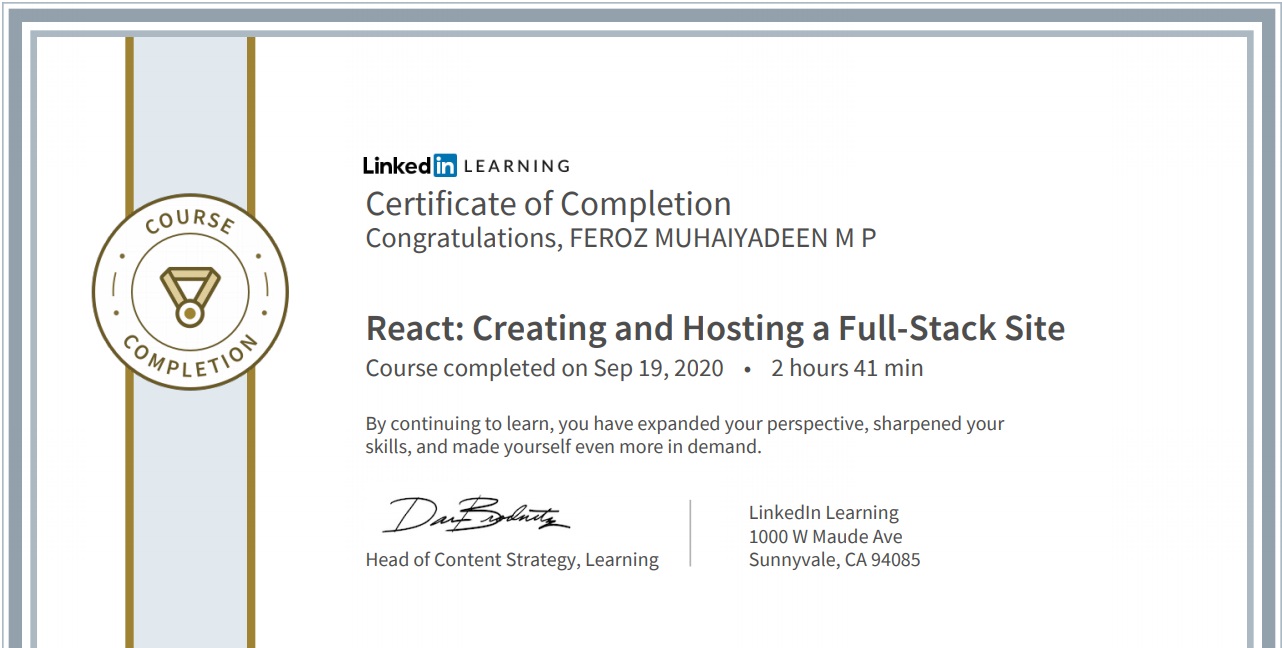 COURSE
COMPLETION
Linked in LEARNING
Certificate of Completion
Congratulations, FEROZ MUHAIYADEEN M P
React: Creating and Hosting a Full-Stack Site
Course completed on Sep 19, 2020 • 2 hours 41 min
By continuing to learn, you have expanded your perspective, sharpened your
skills, and made yourself even more in demand.
Head of Content Strategy, Learning
LinkedIn Learning
1000 W Maude Ave
Sunnyvale, CA 94085